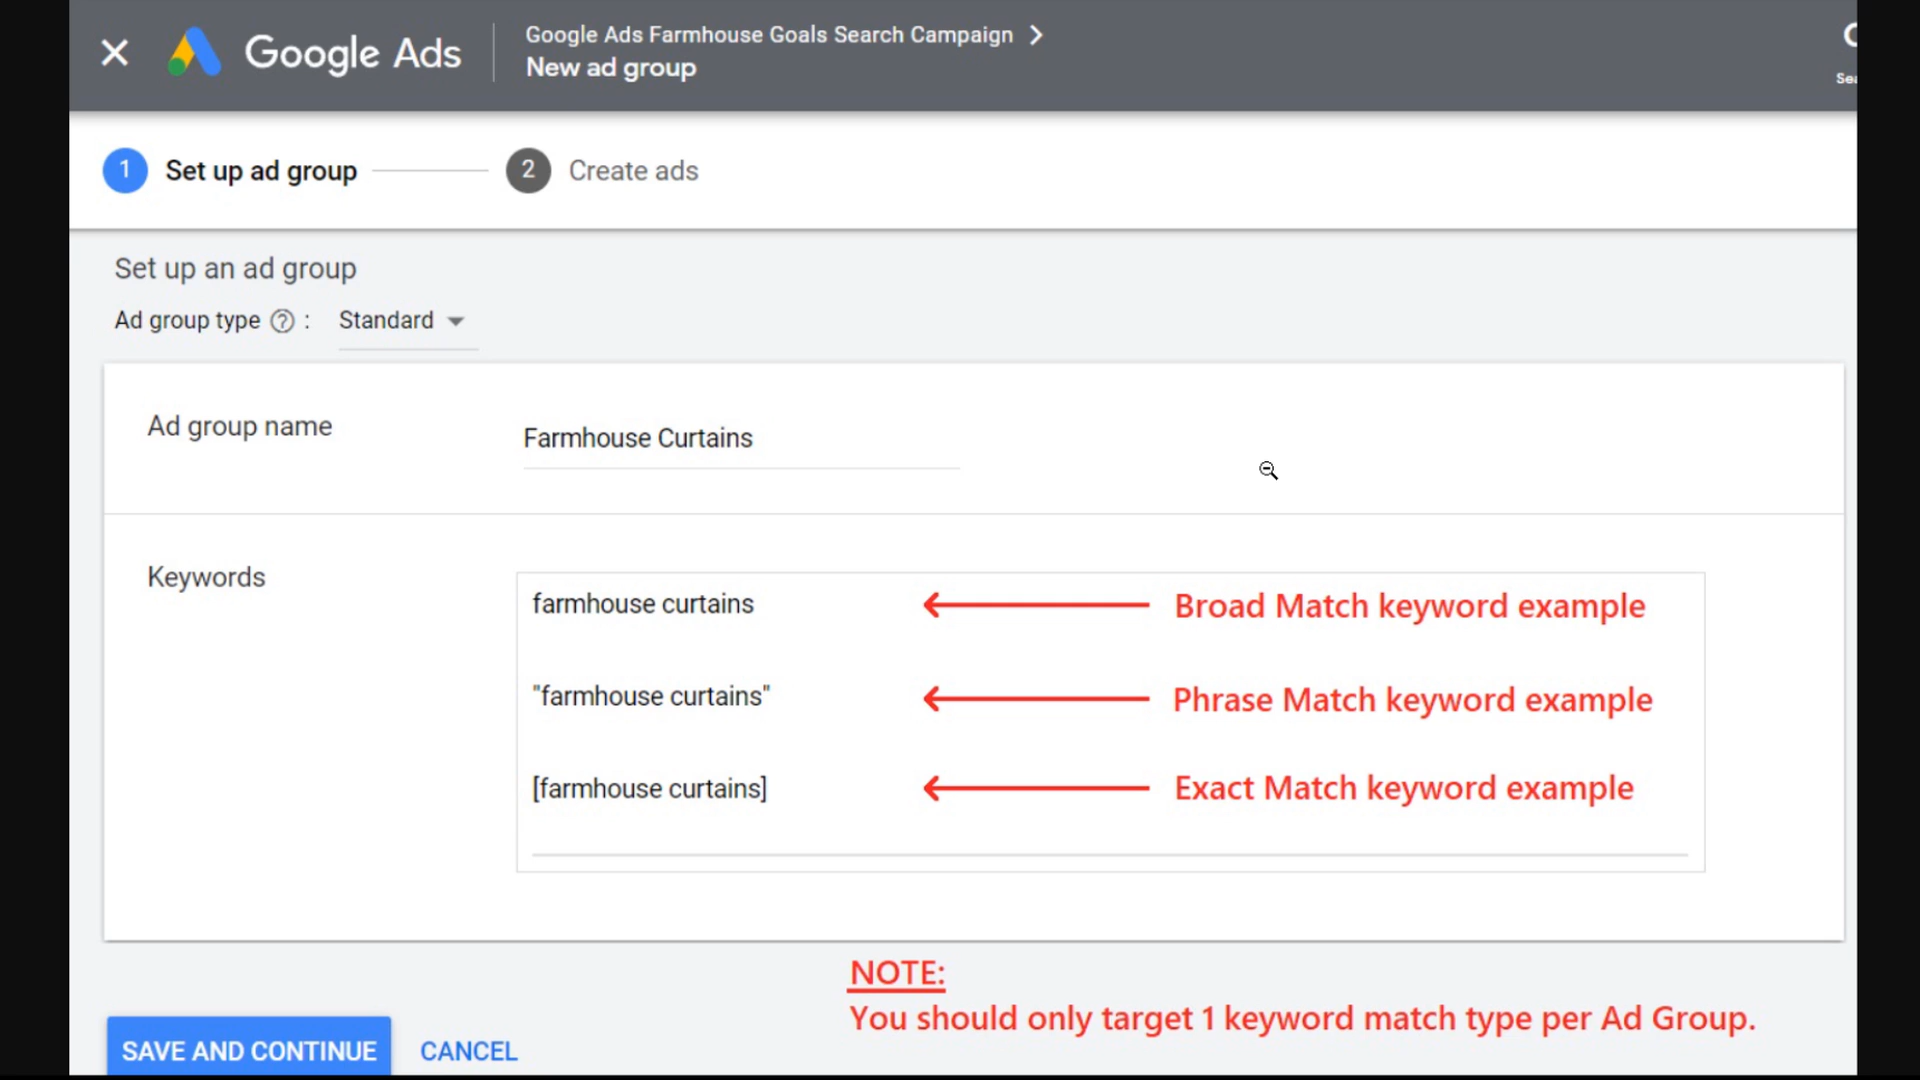 Google Ads
Google Ads Farmhouse Goals Search Campaign
New ad group
1 Set up ad group
2 Create ads
Set up an ad group
Ad group type ? : Standard
Ad group name
Farmhouse Curtains
Keywords
farmhouse curtains
Broad Match keyword example
"farmhouse curtains"
Phrase Match keyword example
[farmhouse curtains]
Exact Match keyword example
NOTE:
You should only target 1 keyword match type per Ad Group.
SAVE AND CONTINUE
CANCEL